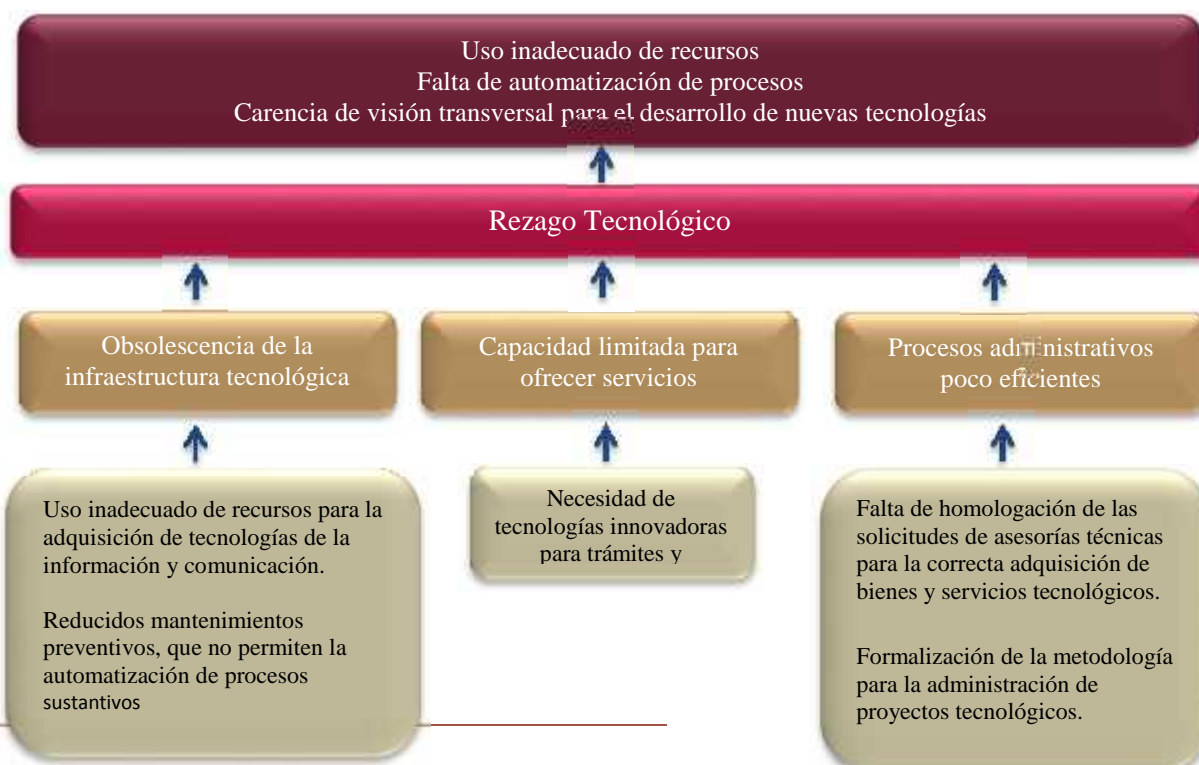 Uso inadecuado de recursos
Falta de automatización de procesos
Carencia de visión transversal para el desarrollo de nuevas tecnologías
Rezago Tecnológico
Obsolescencia de la
infraestructura tecnológica
Capacidad limitada para
ofrecer servicios
Procesos administrativos
poco eficientes
Uso inadecuado de recursos para la
adquisición de tecnologías de la
información y comunicación.
Reducidos mantenimientos
preventivos, que no permiten la
automatización de procesos
sustantivos
Necesidad de
tecnologías innovadoras
para trámites y
Falta de homologación de las
solicitudes de asesorías técnicas
para la correcta adquisición de
bienes y servicios tecnológicos.
Formalización de la metodología
para la administración de
proyectos tecnológicos.